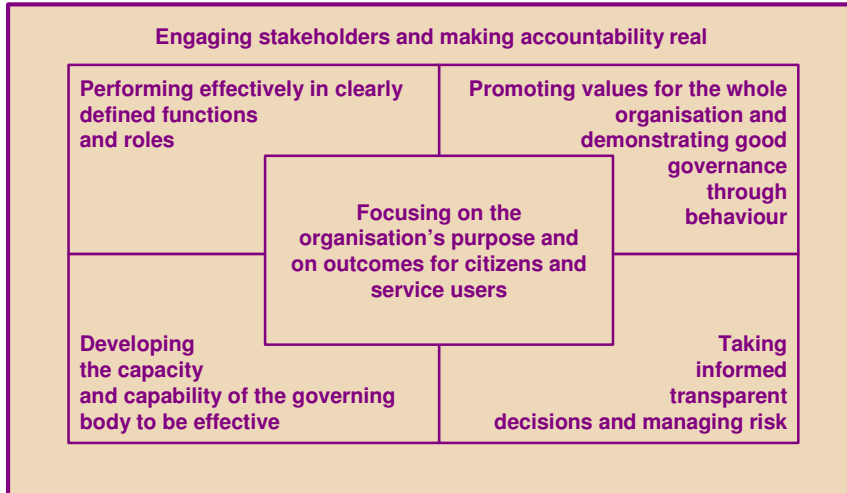 Engaging stakeholders and making accountability real
Performing effectively in clearly
defined functions
and roles
Promoting values for the whole
organisation and
demonstrating good
governance
through
behaviour
Focusing on the
organisation's purpose and
on outcomes for citizens and
service users
Developing
the capacity
and capability of the governing
body to be effective
Taking
informed
transparent
decisions and managing risk